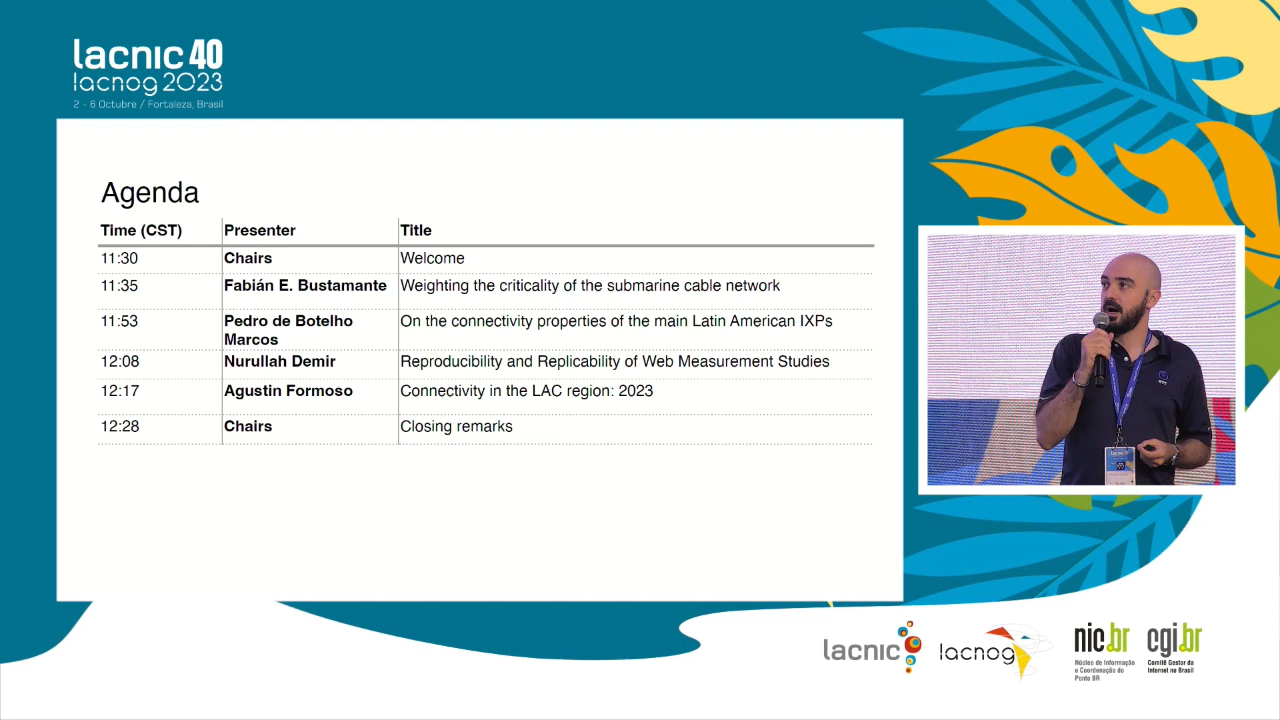 lacnic 40
lacnog 2023
2 - 6 Octubre / Fortaleza, Brasil
Agenda
Time (CST) Presenter Title
11:30 Chairs Welcome
11:35 Fabián E. Bustamante Weighting the criticality of the submarine cable network
11:53 Pedro de Botelho Marcos On the connectivity properties of the main Latin American IXPs
12:08 Nurullah Demir Reproducibility and Replicability of Web Measurement Studies
12:17 Agustin Formoso Connectivity in the LAC region: 2023
12:28 Chairs Closing remarks
lacnic
lacnog
nic.br
Núcleo de Informação
e Coordenação do
Ponto BR
cgi.br
Comitê Gestor da
Internet no Brasil